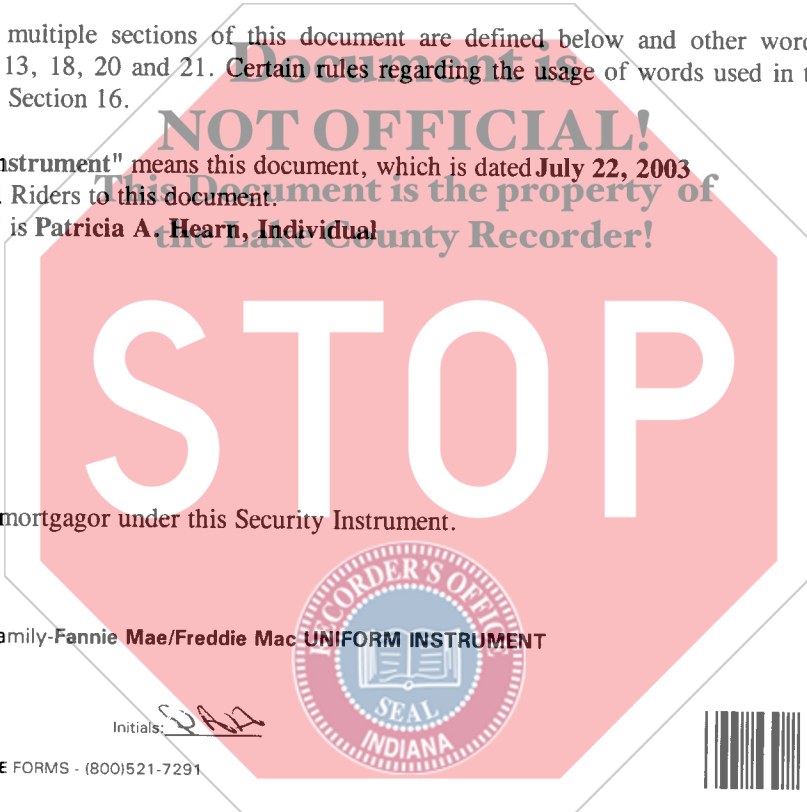 multiple sections of this document are defined below and other
Document is
13, 18, 20 and 21. Certain rules regarding the usage of words used in
Section 16.
NOT OFFICIAL!
nstrument" means this document, which is dated July 22, 2003
This Document is the property of
Riders to this document.
is Patricia A. Hearn, Individual
the Lake County Recorder!
STOP
mortgagor under this Security Instrument.
RECORDER'S OFFICE
amily-Fannie Mae/Freddie Mac UNIFORM INSTRUMENT
SEAL
Initials: PAH
INDIANA
E FORMS - (800)521-7291